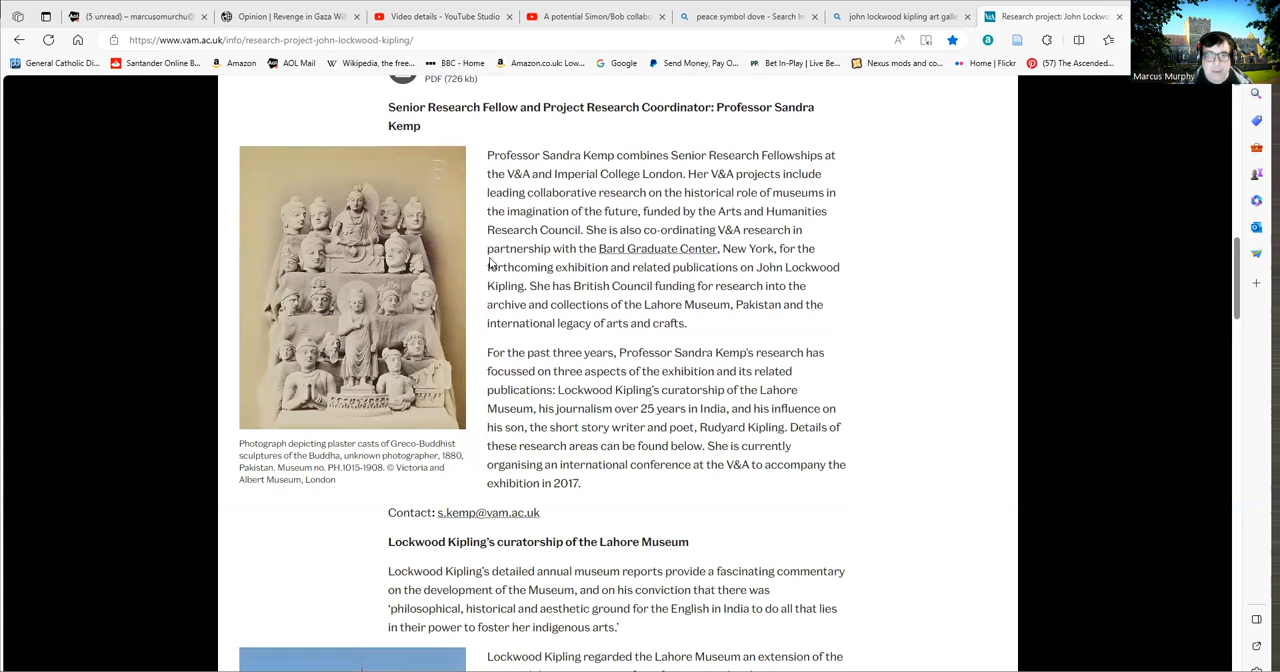 (5 unread) – marcusomurchu@
Opinion | Revenge in Gaza Wil
Video details - YouTube Studio
A potential Simon/Bob collabo
peace symbol dove - Search Im
john lockwood kipling art galle
Research project: John Lockwo
https://www.vam.ac.uk/info/research-project-john-lockwood-kipling/
General Catholic Di...
Santander Online B...
Amazon
AOL Mail
Wikipedia, the free...
BBC - Home
Amazon.co.uk: Low...
Google
Send Money, Pay O...
Bet In-Play | Live Be...
Nexus mods and co...
Home | Flickr
(57) The Ascended...
Marcus Murphy
PDF (726 kb)
Senior Research Fellow and Project Research Coordinator: Professor Sandra
Kemp
Professor Sandra Kemp combines Senior Research Fellowships at
the V&A and Imperial College London. Her V&A projects include
leading collaborative research on the historical role of museums in
the imagination of the future, funded by the Arts and Humanities
Research Council. She is also co-ordinating V&A research in
partnership with the Bard Graduate Center, New York, for the
forthcoming exhibition and related publications on John Lockwood
Kipling. She has British Council funding for research into the
archive and collections of the Lahore Museum, Pakistan and the
international legacy of arts and crafts.
For the past three years, Professor Sandra Kemp's research has
focussed on three aspects of the exhibition and its related
publications: Lockwood Kipling's curatorship of the Lahore
Museum, his journalism over 25 years in India, and his influence on
his son, the short story writer and poet, Rudyard Kipling. Details of
these research areas can be found below. She is currently
organising an international conference at the V&A to accompany the
exhibition in 2017.
Photograph depicting plaster casts of Greco-Buddhist
sculptures of the Buddha, unknown photographer, 1880,
Pakistan. Museum no. PH.1015-1908. © Victoria and
Albert Museum, London
Contact: s.kemp@vam.ac.uk
Lockwood Kipling's curatorship of the Lahore Museum
Lockwood Kipling's detailed annual museum reports provide a fascinating commentary
on the development of the Museum, and on his conviction that there was
'philosophical, historical and aesthetic ground for the English in India to do all that lies
in their power to foster her indigenous arts.'
Lockwood Kipling regarded the Lahore Museum an extension of the